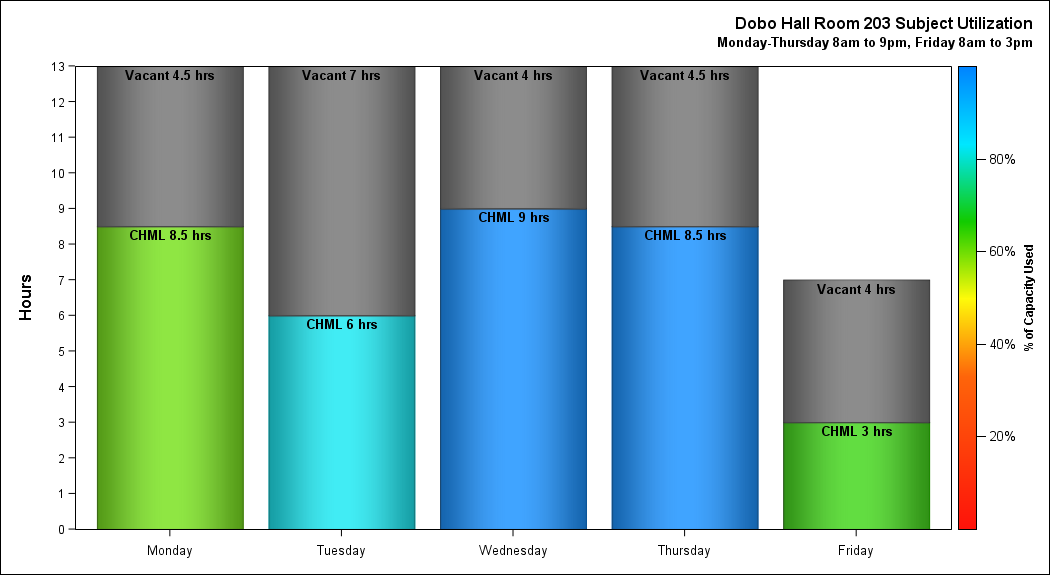 Dobo Hall Room 203 Subject Utilization
Monday-Thursday 8am to 9pm, Friday 8am to 3pm
Hours
13
12
11
10
9
8
7
6
5
4
3
2
1
0
Vacant 4.5 hrs
CHML 8.5 hrs
Vacant 7 hrs
CHML 6 hrs
Vacant 4 hrs
CHML 9 hrs
Vacant 4.5 hrs
CHML 8.5 hrs
Vacant 4 hrs
CHML 3 hrs
Monday
Tuesday
Wednesday
Thursday
Friday
80%
60%
40%
20%
% of Capacity Used